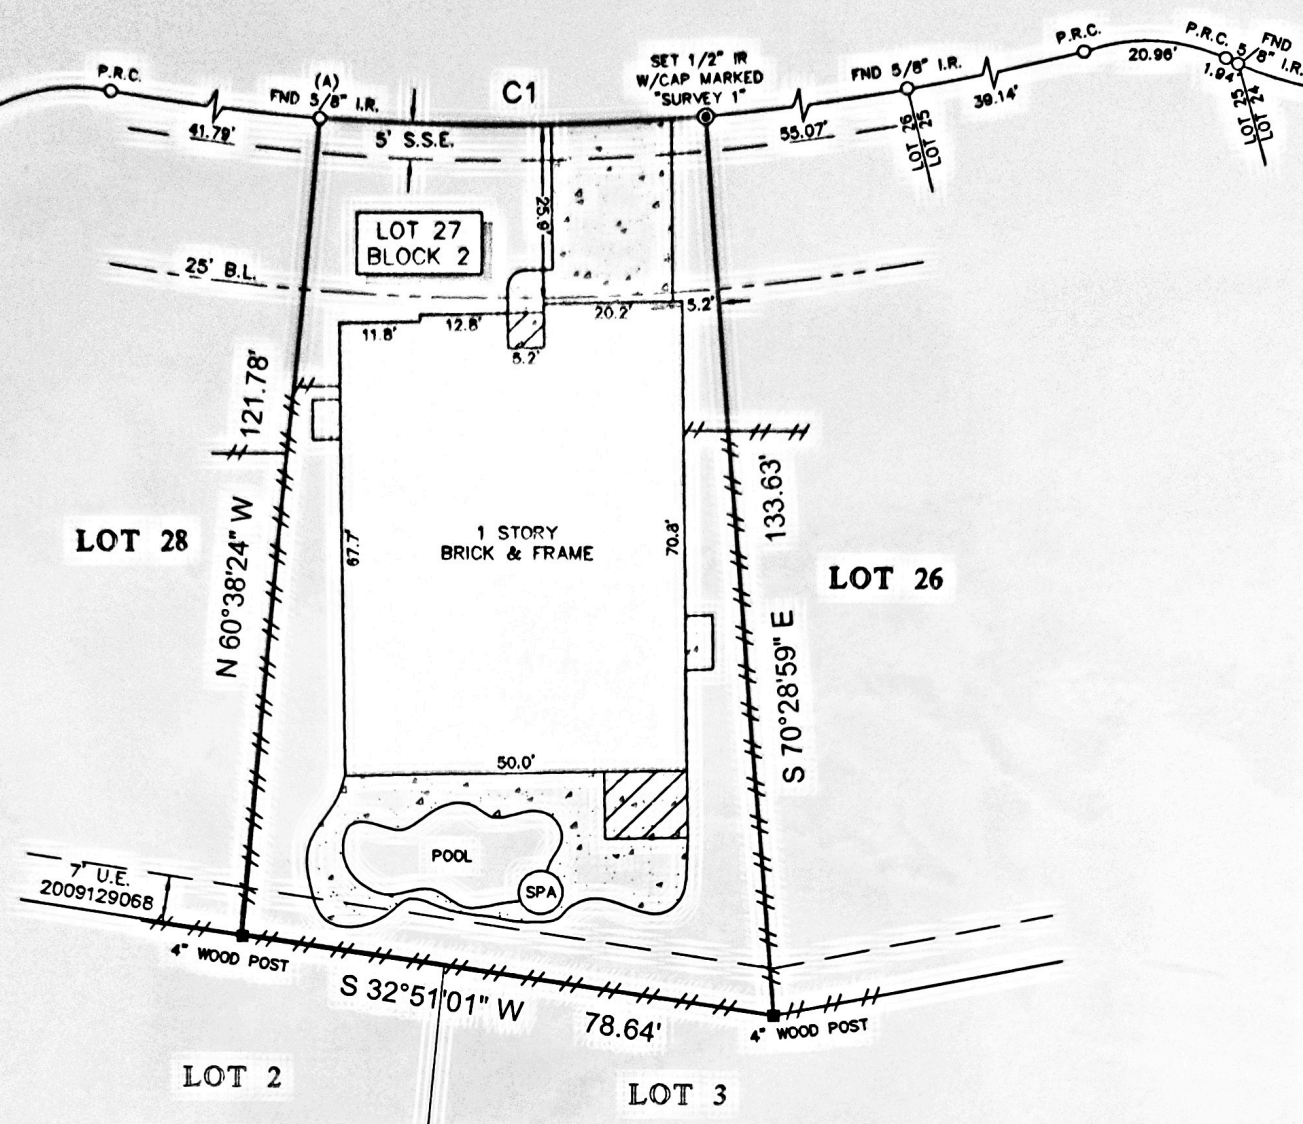 P.R.C.
(A)
FND 5/8" I.R.
41.79'
C1
SET 1/2" IR
W/CAP MARKED
"SURVEY 1"
FND 5/8" I.R.
55.07'
39.14'
P.R.C.
20.96'
P.R.C.
1.94'
FND
5/8" I.R.
LOT 26
LOT 25
LOT 25
LOT 24
5' S.S.E.
25.9'
LOT 27
BLOCK 2
25' B.L.
11.8'
12.8'
20.2'
5.2'
121.78'
N 60°38'24" W
LOT 28
67.7'
1 STORY
BRICK & FRAME
70.8'
133.63'
S 70°28'59" E
LOT 26
50.0'
POOL
SPA
7' U.E.
2009129068
4" WOOD POST
S 32°51'01" W
78.64'
4" WOOD POST
LOT 2
LOT 3